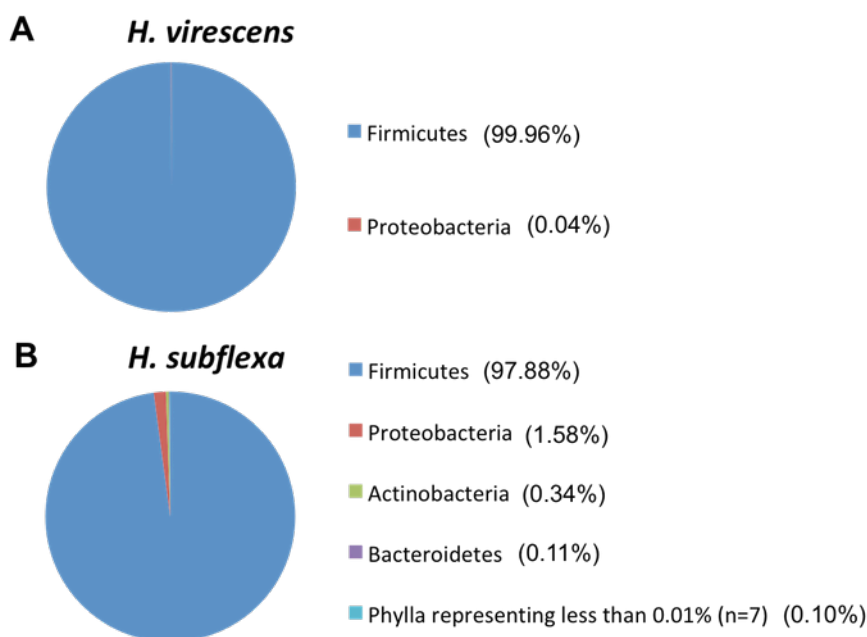 A H. virescens
Firmicutes (99.96%)
Proteobacteria (0.04%)
B H. subflexa
Firmicutes (97.88%)
Proteobacteria (1.58%)
Actinobacteria (0.34%)
Bacteroidetes (0.11%)
Phylla representing less than 0.01% (n=7) (0.10%)